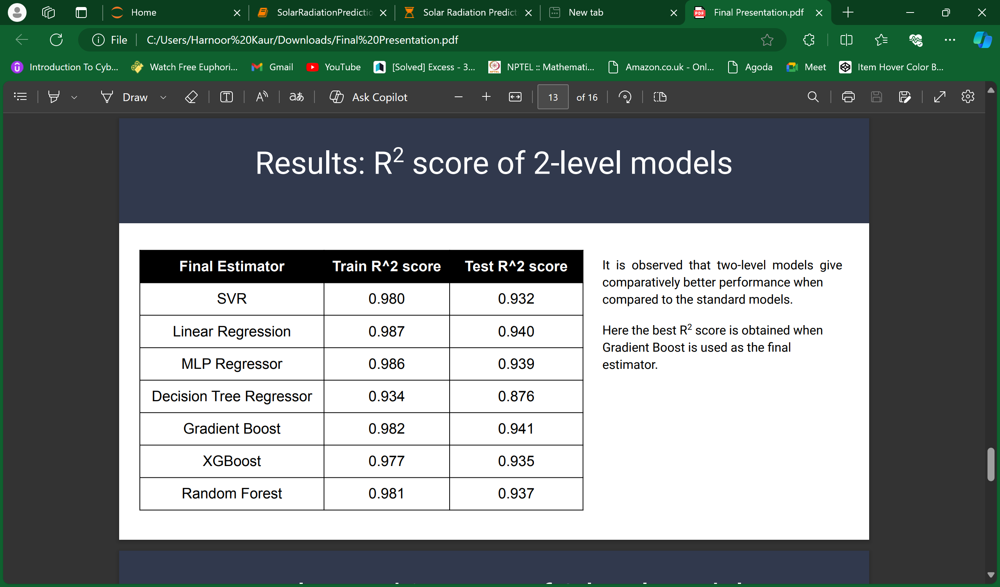 Home
SolarRadiationPredictio
Solar Radiation Predict
New tab
PDF
Final Presentation.pdf
File
C:/Users/Harnoor%20Kaur/Downloads/Final%20Presentation.pdf
Introduction To Cyb...
Watch Free Euphori...
Gmail
YouTube
[Solved] Excess - 3...
NPTEL
NPTEL :: Mathemati...
Amazon.co.uk - Onl...
Agoda
Meet
Item Hover Color B...
Draw
T
A
aあ
Ask Copilot
13 of 16
Results: R² score of 2-level models
Final Estimator Train R^2 score Test R^2 score
SVR 0.980 0.932
Linear Regression 0.987 0.940
MLP Regressor 0.986 0.939
Decision Tree Regressor 0.934 0.876
Gradient Boost 0.982 0.941
XGBoost 0.977 0.935
Random Forest 0.981 0.937
It is observed that two-level models give
comparatively better performance when
compared to the standard models.
Here the best R² score is obtained when
Gradient Boost is used as the final
estimator.